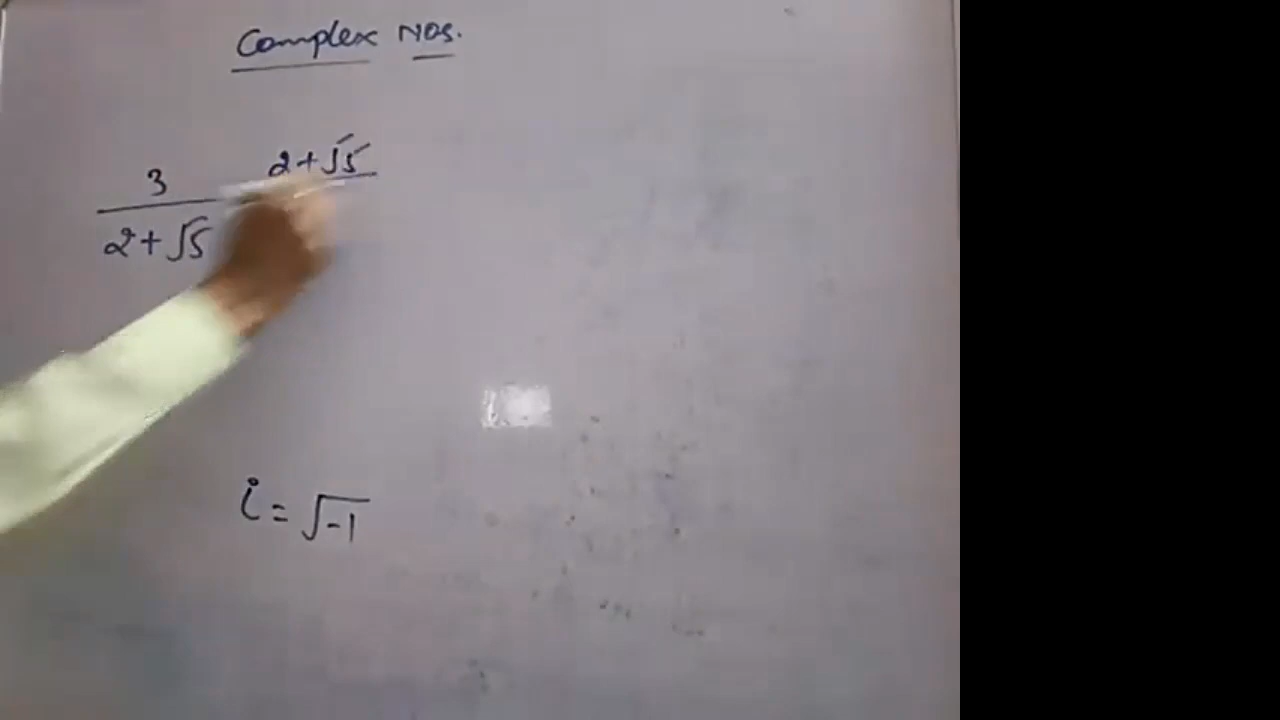 Complex Nos.
3 2+√5
2+√5
i = √-1